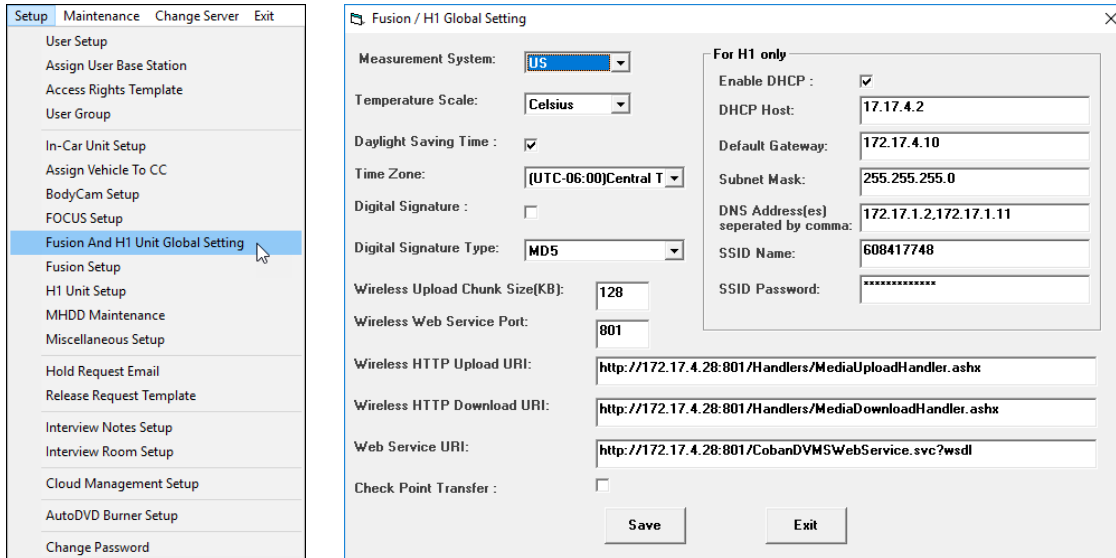 Setup Maintenance Change Server Exit
User Setup
Assign User Base Station
Access Rights Template
User Group
In-Car Unit Setup
Assign Vehicle To CC
BodyCam Setup
FOCUS Setup
Fusion And H1 Unit Global Setting
Fusion Setup
H1 Unit Setup
MHDD Maintenance
Miscellaneous Setup
Hold Request Email
Release Request Template
Interview Notes Setup
Interview Room Setup
Cloud Management Setup
AutoDVD Burner Setup
Change Password
Fusion / H1 Global Setting
Measurement System: US
Temperature Scale: Celsius
Daylight Saving Time :
Time Zone: (UTC-06:00)Central T
Digital Signature :
Digital Signature Type: MD5
For H1 only
Enable DHCP :
DHCP Host: 17.17.4.2
Default Gateway: 172.17.4.10
Subnet Mask: 255.255.255.0
DNS Address(es)
seperated by comma: 172.17.1.2,172.17.1.11
SSID Name: 608417748
SSID Password: *************
Wireless Upload Chunk Size(KB): 128
Wireless Web Service Port: 801
Wireless HTTP Upload URI: http://172.17.4.28:801/Handlers/MediaUploadHandler.ashx
Wireless HTTP Download URI: http://172.17.4.28:801/Handlers/MediaDownloadHandler.ashx
Web Service URI: http://172.17.4.28:801/CobanDVMSWebService.svc?wsdl
Check Point Transfer :
Save Exit